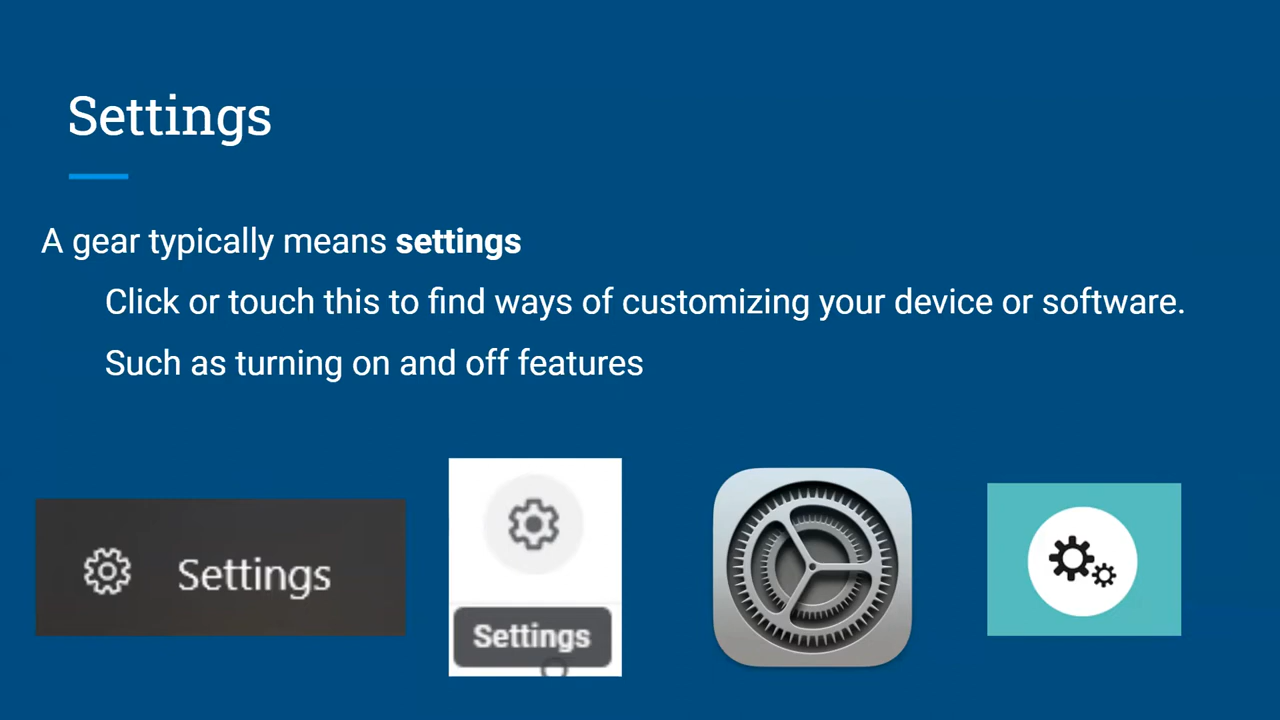 Settings
A gear typically means settings
Click or touch this to find ways of customizing your device or software.
Such as turning on and off features
Settings
Settings